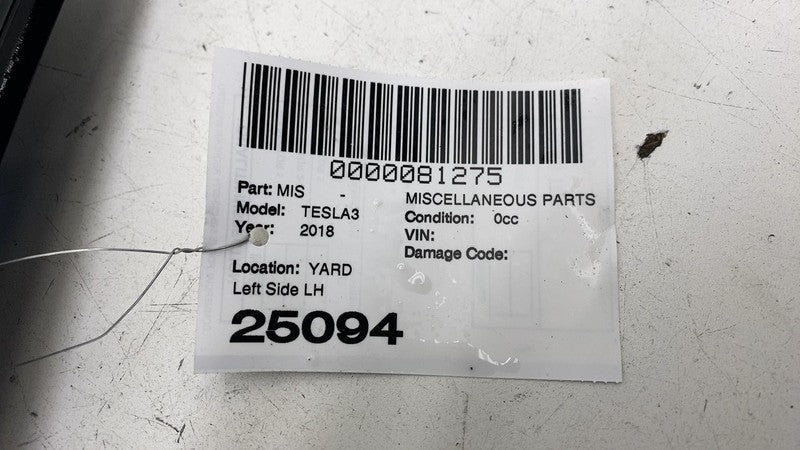 0000081275
Part: MIS - MISCELLANEOUS PARTS
Model: TESLA3 Condition: 0cc
Year: 2018 VIN:
Damage Code:
Location: YARD
Left Side LH
25094